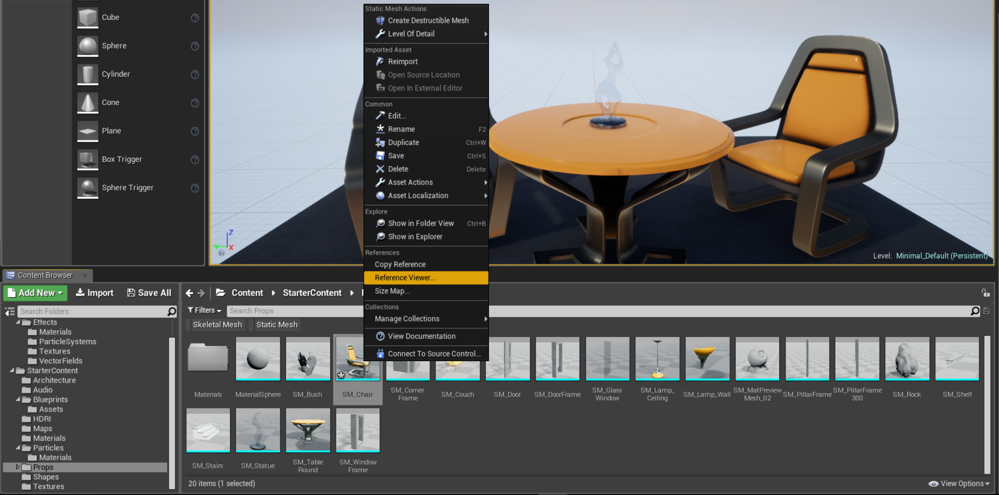 Cube
Sphere
Cylinder
Cone
Plane
Box Trigger
Sphere Trigger
Static Mesh Actions
Create Destructible Mesh
Level Of Detail
Imported Asset
Reimport
Open Source Location
Open In External Editor
Common
Edit...
Rename F2
Duplicate Ctrl+W
Save Ctrl+S
Delete Delete
Asset Actions
Asset Localization
Explore
Show in Folder View Ctrl+B
Show in Explorer
References
Copy Reference
Reference Viewer...
Size Map...
Collections
Manage Collections
View Documentation
Connect To Source Control...
Z
Y X
Level: Minimal_Default (Persistent)
Content Browser
Add New Import Save All
Content StarterContent
Search Folders
Filters Search Props
Skeletal Mesh Static Mesh
Effects
Materials
ParticleSystems
Textures
VectorFields
StarterContent
Architecture
Audio
Blueprints
Assets
HDRI
Maps
Materials
Particles
Materials
Props
Shapes
Textures
Materials
MaterialSphere
SM_Bush
SM_Chair
SM_Corner
Frame
SM_Couch
SM_Door
SM_DoorFrame
SM_Glass
Window
SM_Lamp_
Ceiling
SM_Lamp_Wall
SM_MatPreview
Mesh_02
SM_PillarFrame
SM_PillarFrame
300
SM_Rock
SM_Shelf
SM_Stairs
SM_Statue
SM_Table
Round
SM_Window
Frame
20 items (1 selected)
View Options